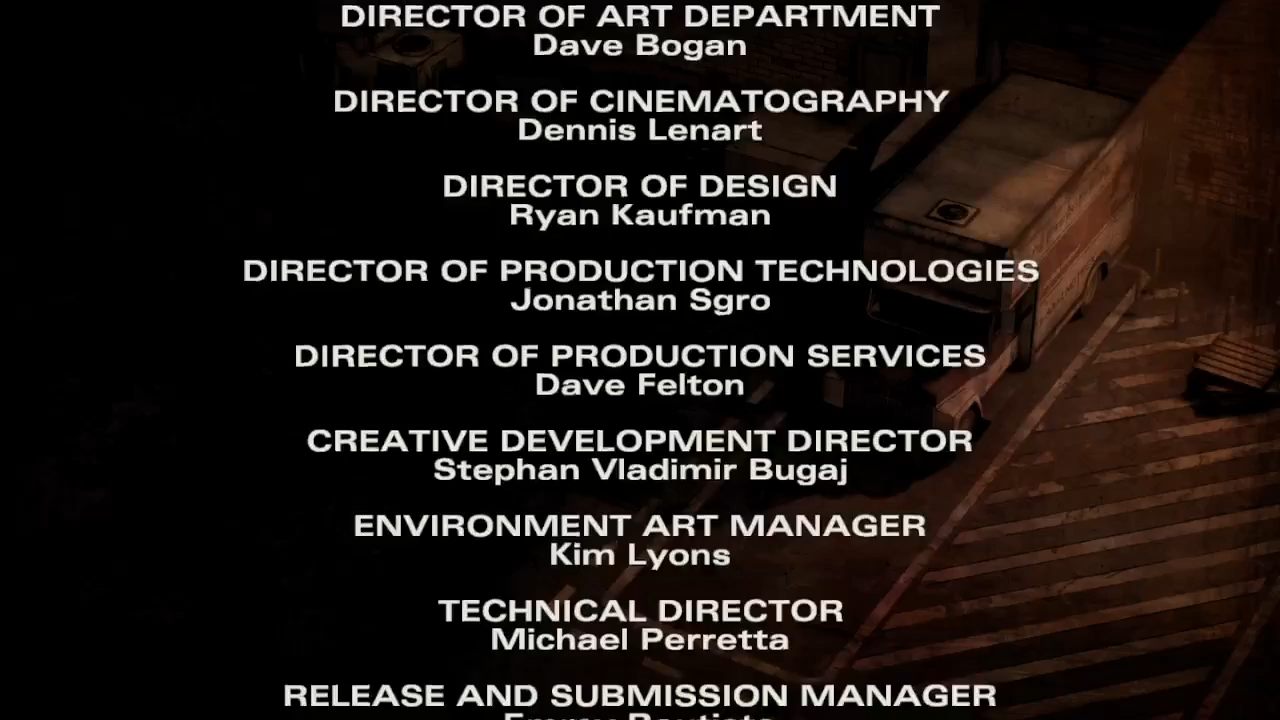 DIRECTOR OF ART DEPARTMENT
Dave Bogan
DIRECTOR OF CINEMATOGRAPHY
Dennis Lenart
DIRECTOR OF DESIGN
Ryan Kaufman
DIRECTOR OF PRODUCTION TECHNOLOGIES
Jonathan Sgro
DIRECTOR OF PRODUCTION SERVICES
Dave Felton
CREATIVE DEVELOPMENT DIRECTOR
Stephan Vladimir Bugaj
ENVIRONMENT ART MANAGER
Kim Lyons
TECHNICAL DIRECTOR
Michael Perretta
RELEASE AND SUBMISSION MANAGER